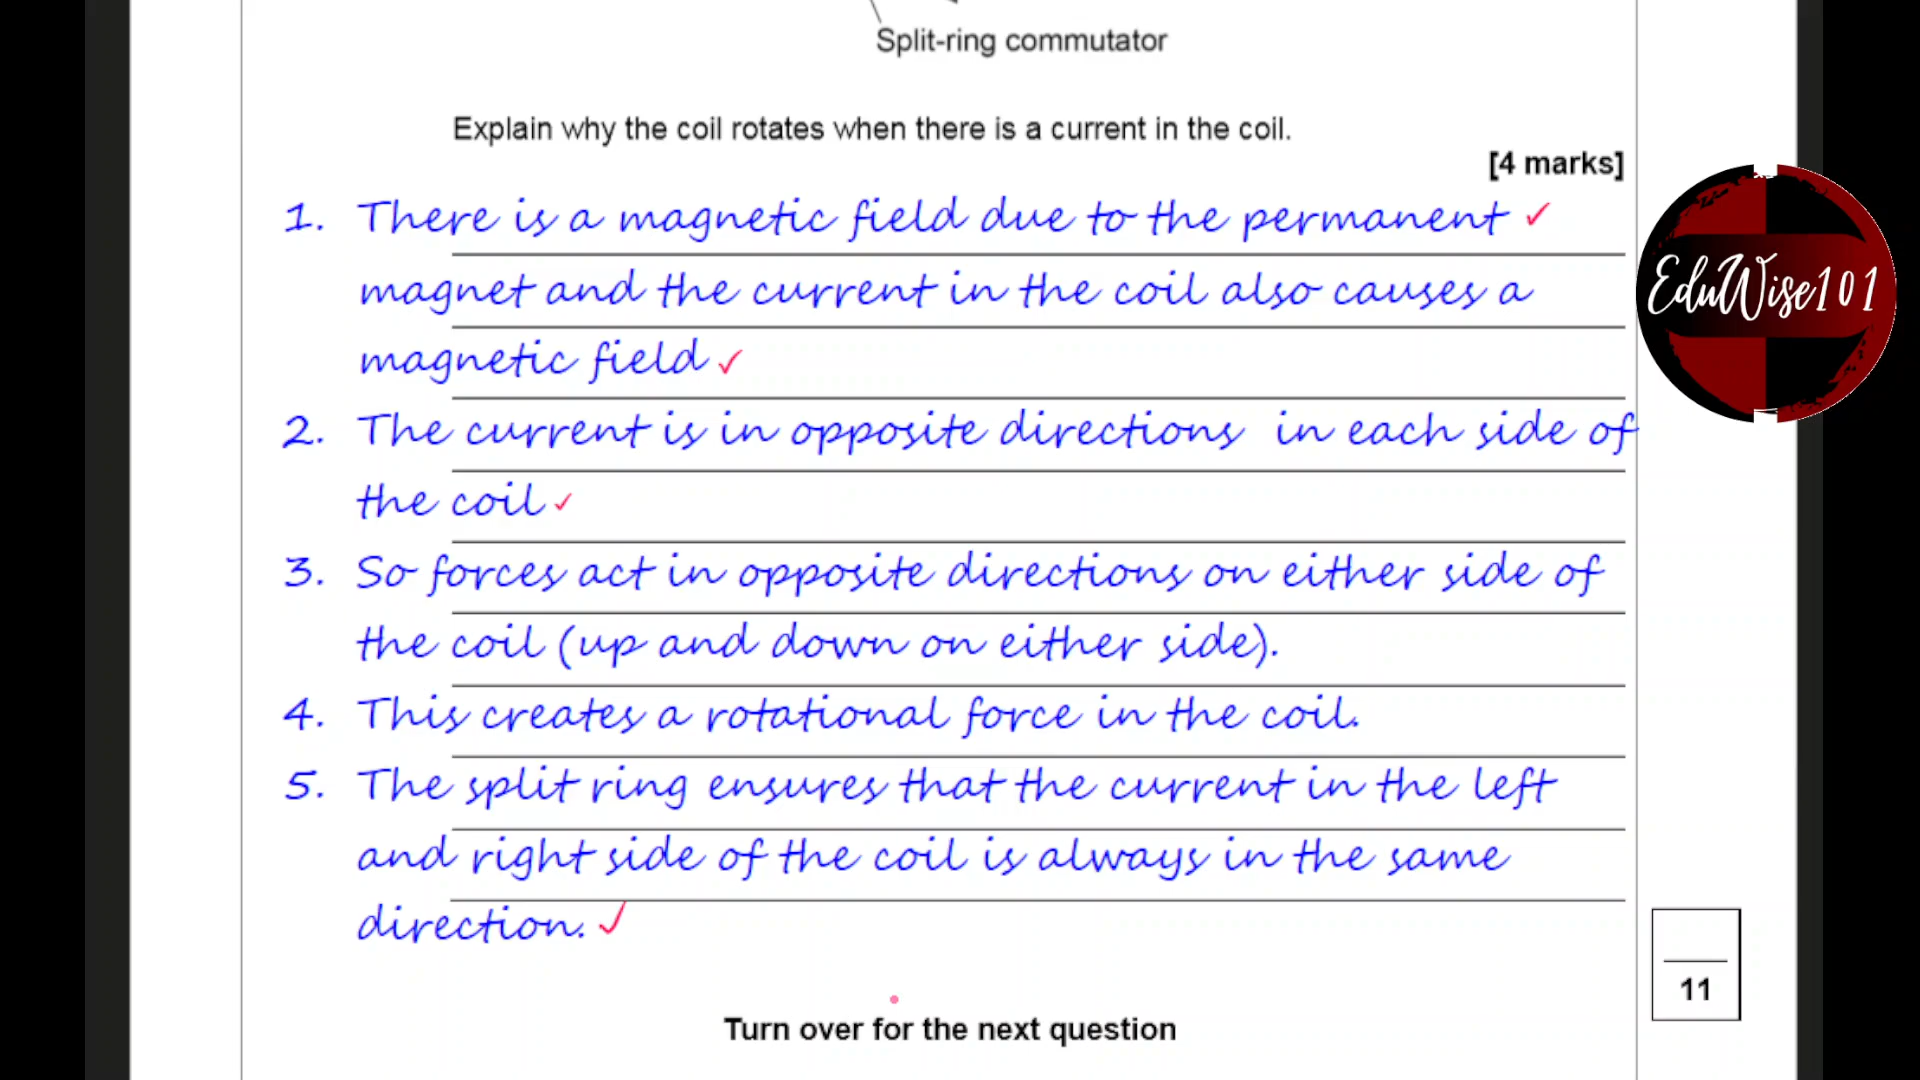 Split-ring commutator
Explain why the coil rotates when there is a current in the coil.
[4 marks]
1. There is a magnetic field due to the permanent ✓
magnet and the current in the coil also causes a
magnetic field ✓
2. The current is in opposite directions in each side of
the coil ✓
3. So forces act in opposite directions on either side of
the coil (up and down on either side).
4. This creates a rotational force in the coil.
5. The split ring ensures that the current in the left
and right side of the coil is always in the same
direction. ✓
EduWise101
11
Turn over for the next question